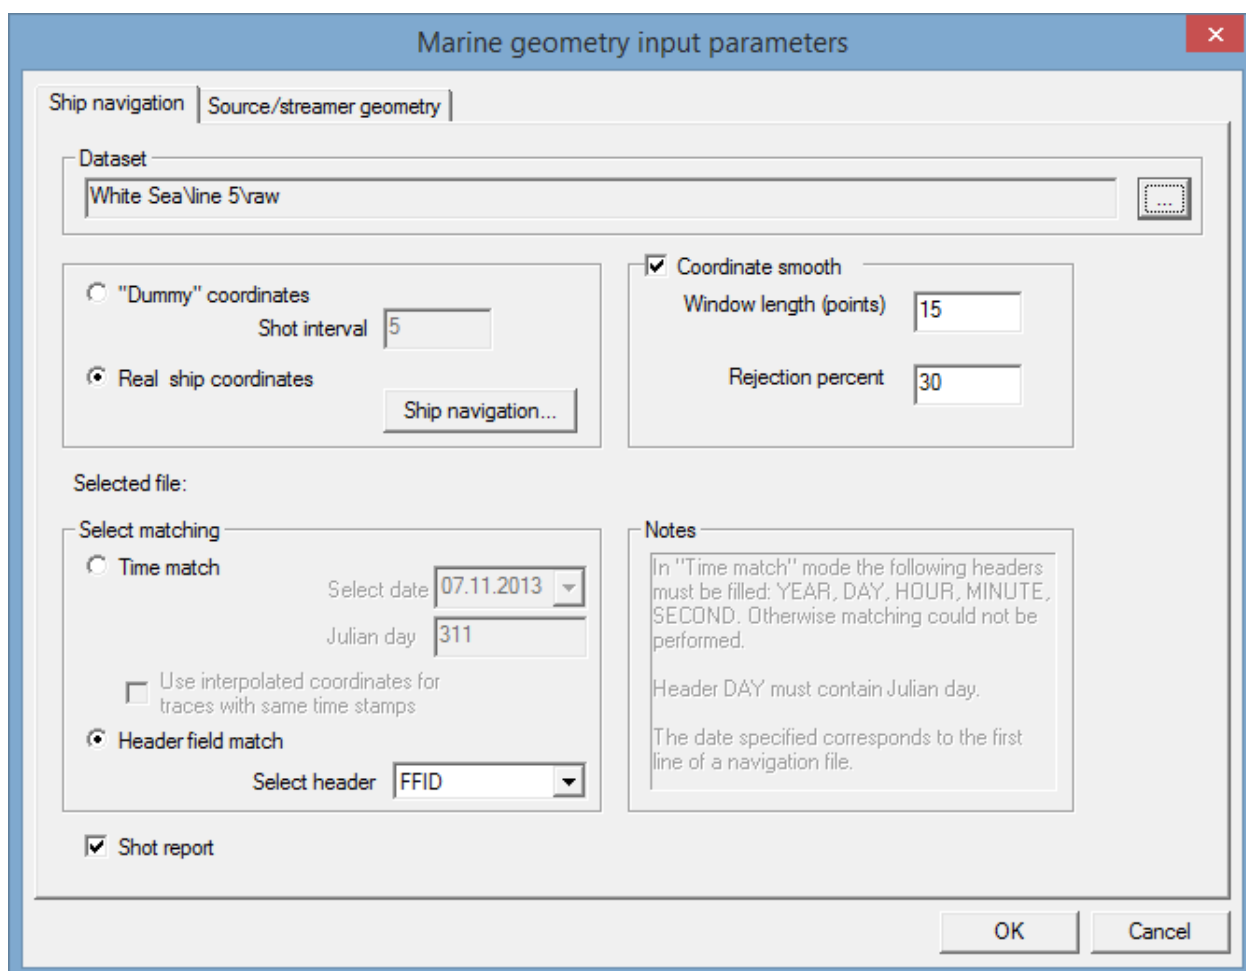 Marine geometry input parameters
Ship navigation
Source/streamer geometry
Dataset
White Sea\line 5\raw
...
"Dummy" coordinates
Shot interval 5
Real ship coordinates
Ship navigation...
Coordinate smooth
Window length (points) 15
Rejection percent 30
Selected file:
Select matching
Time match
Select date 07.11.2013
Julian day 311
Use interpolated coordinates for
traces with same time stamps
Header field match
Select header FFID
Notes
In "Time match" mode the following headers
must be filled: YEAR, DAY, HOUR, MINUTE,
SECOND. Otherwise matching could not be
performed.
Header DAY must contain Julian day.
The date specified corresponds to the first
line of a navigation file.
Shot report
OK
Cancel